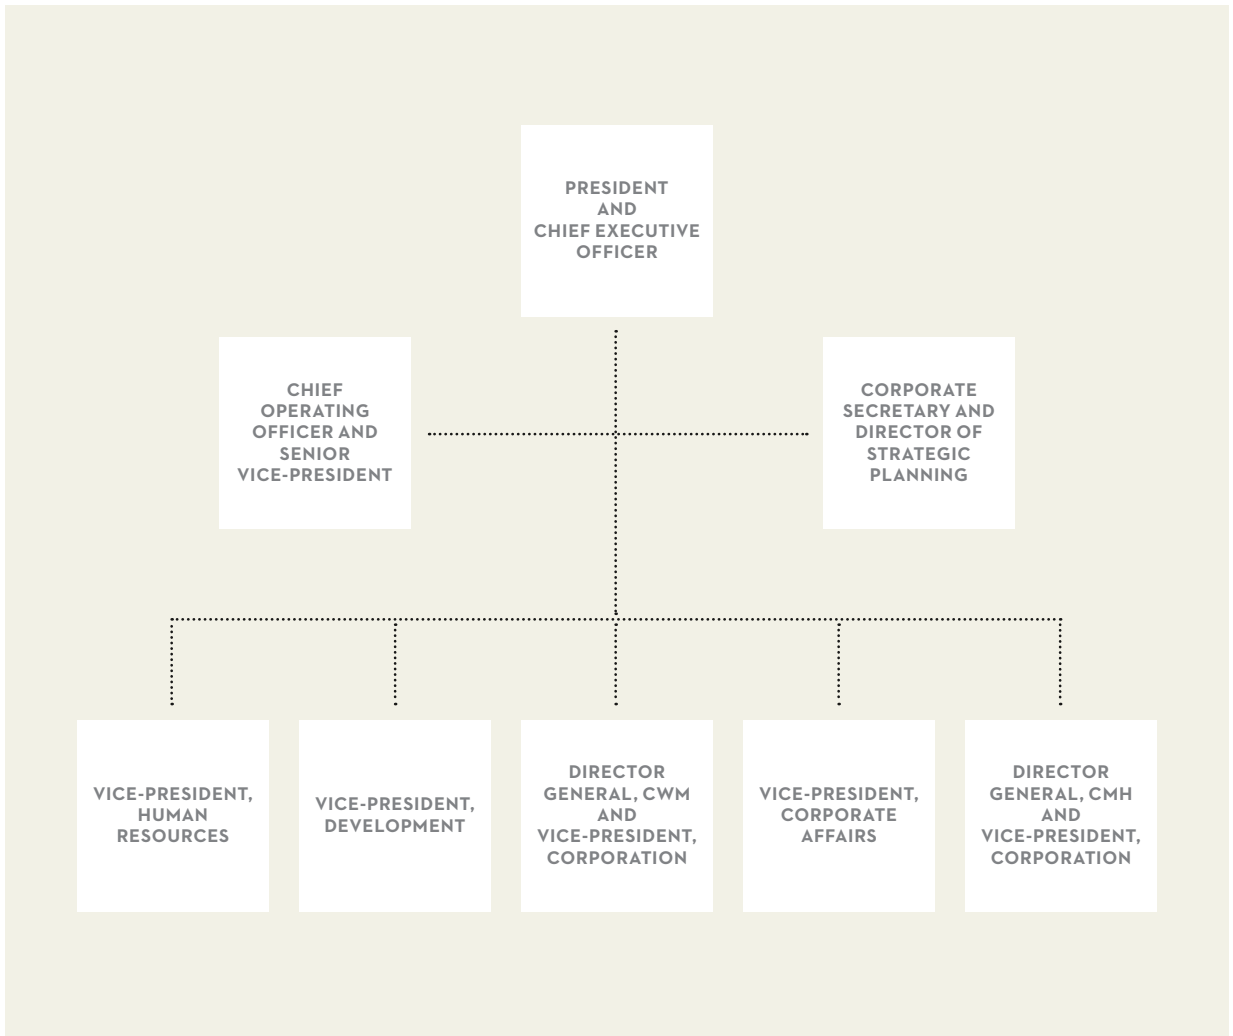 PRESIDENT
AND
CHIEF EXECUTIVE
OFFICER
CHIEF
OPERATING
OFFICER AND
SENIOR
VICE-PRESIDENT
CORPORATE
SECRETARY AND
DIRECTOR OF
STRATEGIC
PLANNING
VICE-PRESIDENT,
HUMAN
RESOURCES
VICE-PRESIDENT,
DEVELOPMENT
DIRECTOR
GENERAL, CWM
AND
VICE-PRESIDENT,
CORPORATION
VICE-PRESIDENT,
CORPORATE
AFFAIRS
DIRECTOR
GENERAL, CMH
AND
VICE-PRESIDENT,
CORPORATION